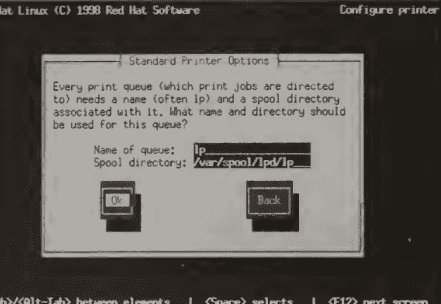 Hat Linux (C) 1998 Red Hat Software Configure printer
Standard Printer Options
Every print queue (which print jobs are directed
to) needs a name (often lp) and a spool directory
associated with it. What name and directory should
be used for this queue?
Name of queue: lp
Spool directory: /var/spool/lpd/lp
Ok Back
<Alt-Tab> between elements | <Space> selects | <F12> next screen